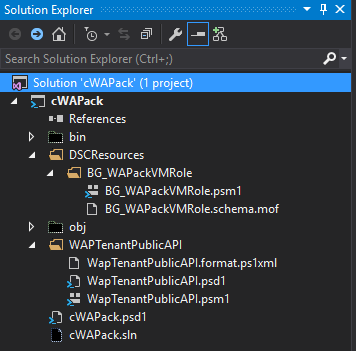 Solution Explorer
Search Solution Explorer (Ctrl+;)
Solution 'cWAPack' (1 project)
cWAPack
References
bin
DSCResources
BG_WAPackVMRole
BG_WAPackVMRole.psm1
BG_WAPackVMRole.schema.mof
obj
WAPTenantPublicAPI
WapTenantPublicAPI.format.ps1xml
WapTenantPublicAPI.psd1
WapTenantPublicAPI.psm1
cWAPack.psd1
cWAPack.sln